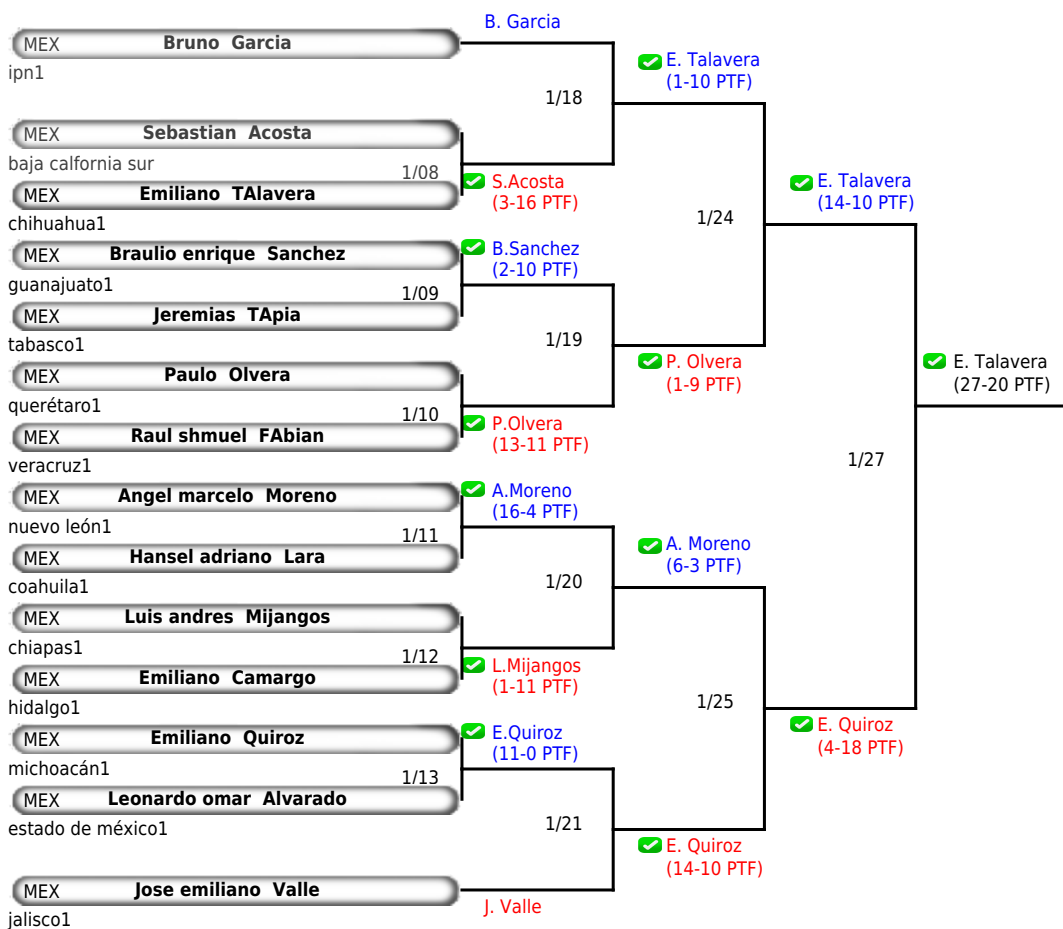 B. Garcia
MEX Bruno Garcia
ipn1
E. Talavera
(1-10 PTF)
1/18
MEX Sebastian Acosta
baja calfornia sur
1/08
S.Acosta
(3-16 PTF)
E. Talavera
(14-10 PTF)
MEX Emiliano TAlavera
chihuahua1
1/24
MEX Braulio enrique Sanchez
B.Sanchez
(2-10 PTF)
guanajuato1
1/09
MEX Jeremias TApia
tabasco1
1/19
MEX Paulo Olvera
P. Olvera
(1-9 PTF)
E. Talavera
(27-20 PTF)
querétaro1
1/10
P.Olvera
(13-11 PTF)
MEX Raul shmuel FAbian
veracruz1
1/27
MEX Angel marcelo Moreno
A.Moreno
(16-4 PTF)
nuevo león1
1/11
A. Moreno
(6-3 PTF)
MEX Hansel adriano Lara
coahuila1
1/20
MEX Luis andres Mijangos
chiapas1
1/12
L.Mijangos
(1-11 PTF)
MEX Emiliano Camargo
hidalgo1
1/25
MEX Emiliano Quiroz
E.Quiroz
(11-0 PTF)
E. Quiroz
(4-18 PTF)
michoacán1
1/13
MEX Leonardo omar Alvarado
estado de méxico1
1/21
E. Quiroz
(14-10 PTF)
MEX Jose emiliano Valle
J. Valle
jalisco1